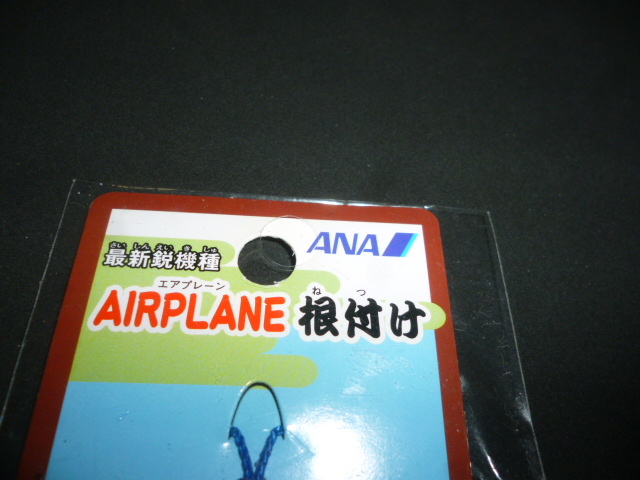 ANA
さいしんえいきしゅ
最新鋭機種
エアプレーン
ねつ
AIRPLANE 根付け